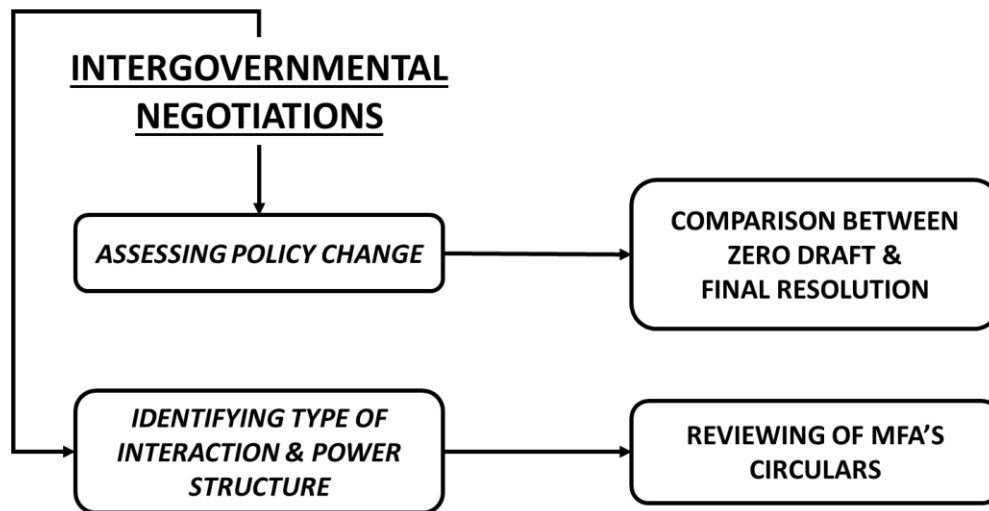 INTERGOVERNMENTAL
NEGOTIATIONS
ASSESSING POLICY CHANGE
COMPARISON BETWEEN
ZERO DRAFT &
FINAL RESOLUTION
IDENTIFYING TYPE OF
INTERACTION & POWER
STRUCTURE
REVIEWING OF MFA’S
CIRCULARS